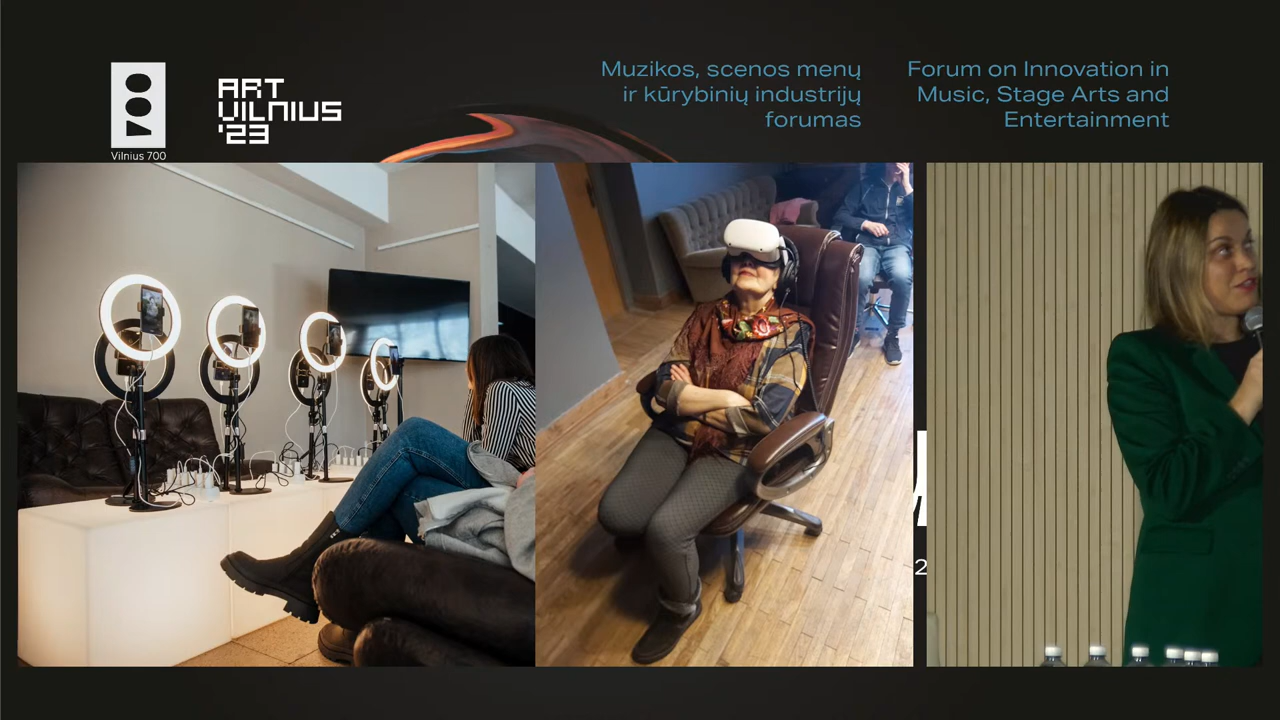 Vilnius 700
ART
VILNIUS
'23
Muzikos, scenos menų
ir kūrybinių industrijų
forumas
Forum on Innovation in
Music, Stage Arts and
Entertainment
2